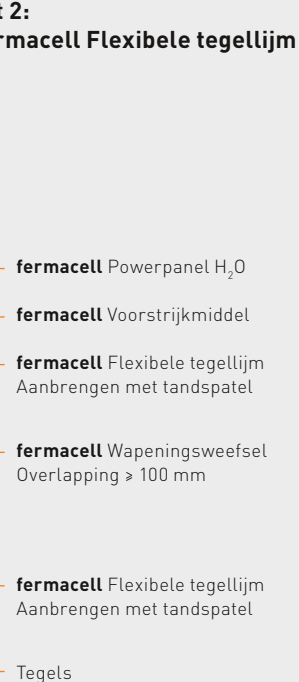 2:
fermacell Flexibele tegellijm
fermacell Powerpanel H₂O
fermacell Voorstrijkmiddel
fermacell Flexibele tegellijm
Aanbrengen met tandspatel
fermacell Wapeningsweefsel
Overlapping ≥ 100 mm
fermacell Flexibele tegellijm
Aanbrengen met tandspatel
Tegels